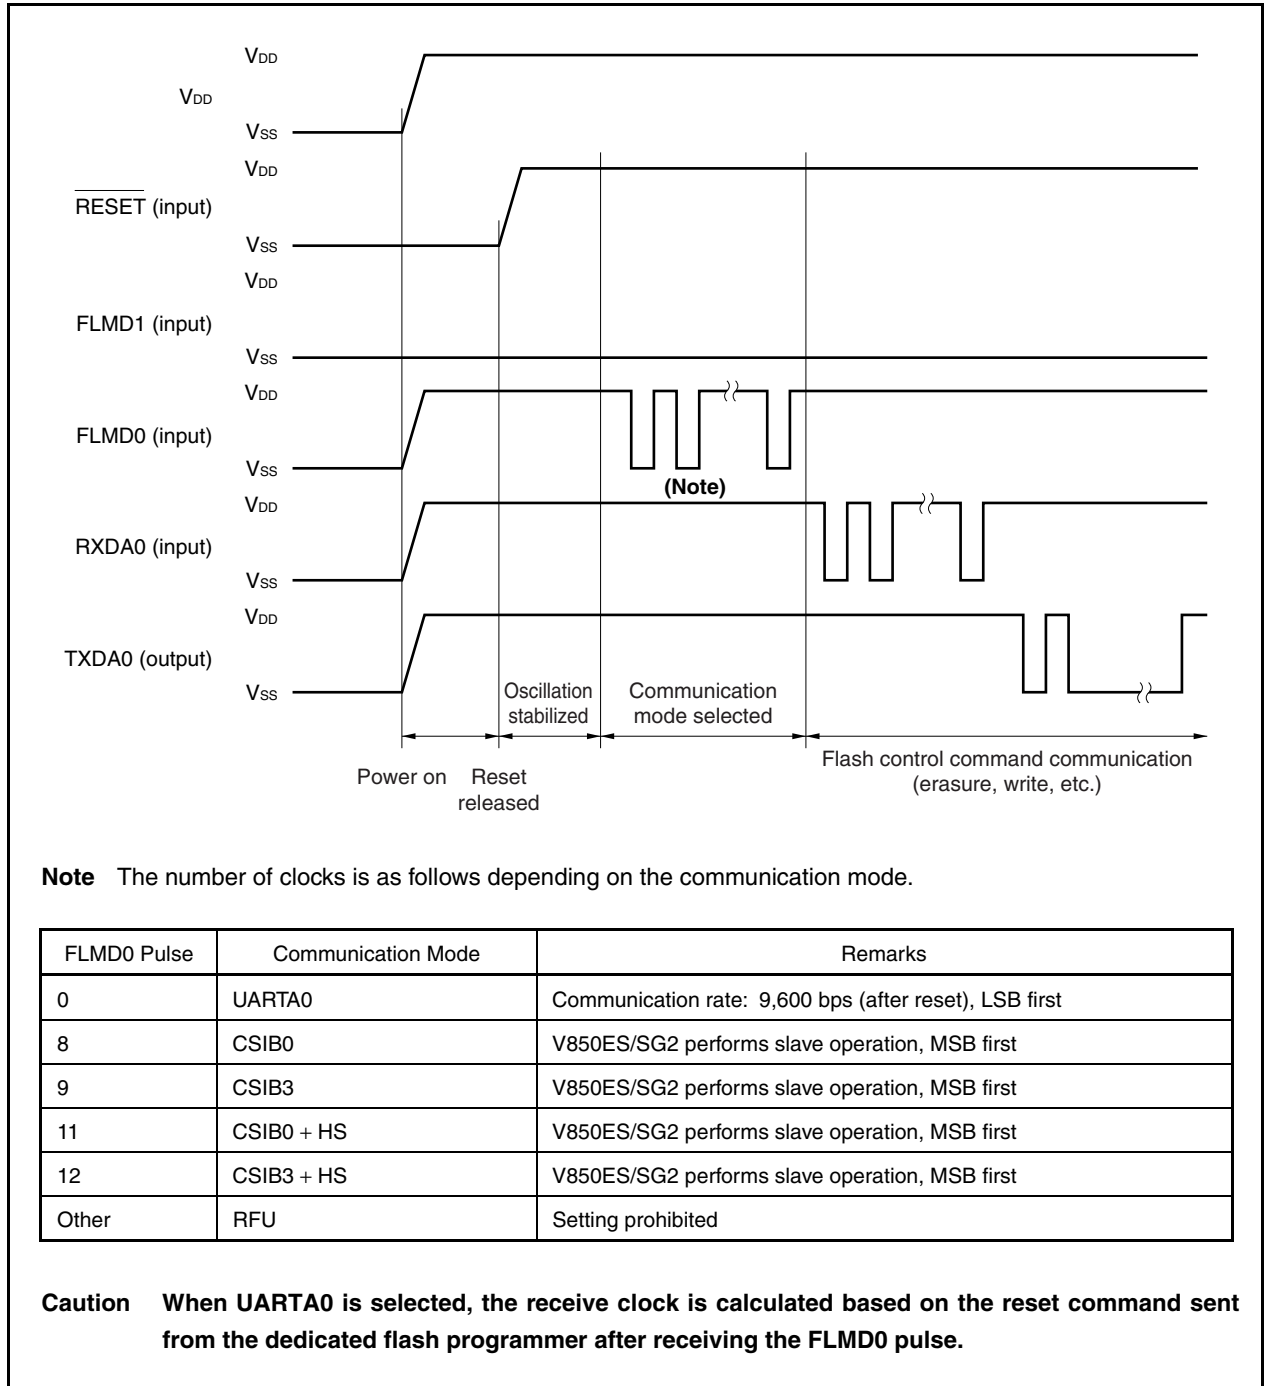 VDD
VDD
VSS
VDD
RESET (input)
VSS
VDD
FLMD1 (input)
VSS
VDD
FLMD0 (input)
VSS
(Note)
VDD
RXDA0 (input)
VSS
VDD
TXDA0 (output)
VSS
Oscillation
stabilized
Communication
mode selected
Power on
Reset
released
Flash control command communication
(erasure, write, etc.)
Note The number of clocks is as follows depending on the communication mode.
FLMD0 Pulse Communication Mode Remarks
0 UARTA0 Communication rate: 9,600 bps (after reset), LSB first
8 CSIB0 V850ES/SG2 performs slave operation, MSB first
9 CSIB3 V850ES/SG2 performs slave operation, MSB first
11 CSIB0 + HS V850ES/SG2 performs slave operation, MSB first
12 CSIB3 + HS V850ES/SG2 performs slave operation, MSB first
Other RFU Setting prohibited
Caution When UARTA0 is selected, the receive clock is calculated based on the reset command sent
from the dedicated flash programmer after receiving the FLMD0 pulse.